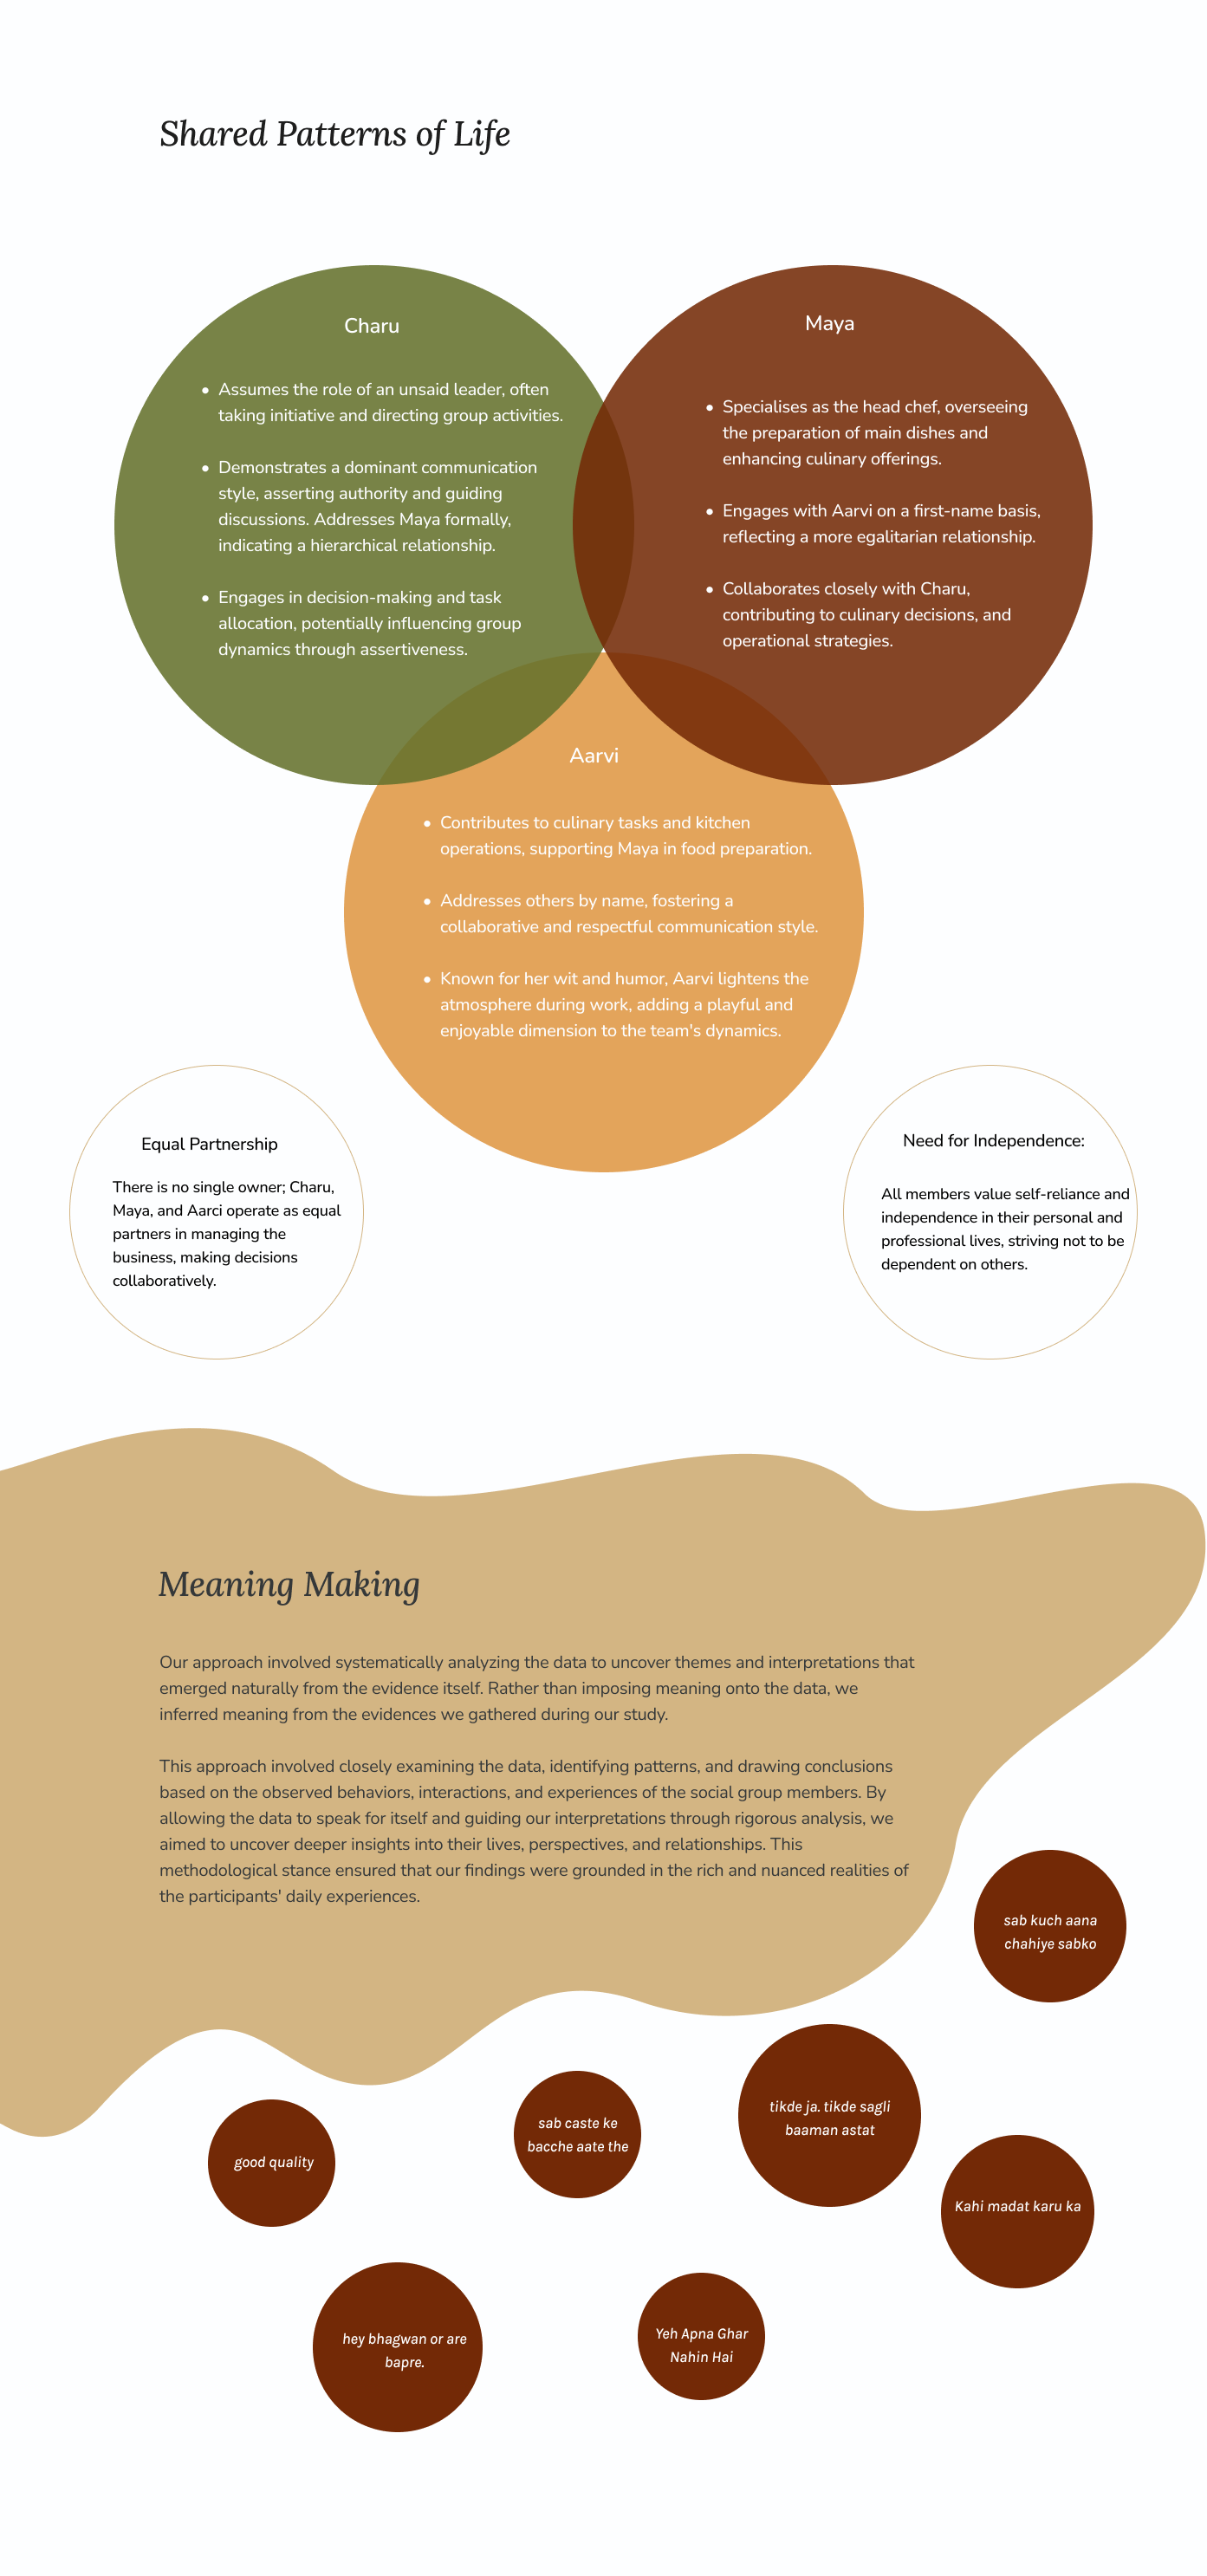 Shared Patterns of Life
Charu
• Assumes the role of an unsaid leader, often
taking initiative and directing group activities.
• Demonstrates a dominant communication
style, asserting authority and guiding
discussions. Addresses Maya formally,
indicating a hierarchical relationship.
• Engages in decision-making and task
allocation, potentially influencing group
dynamics through assertiveness.
Maya
• Specialises as the head chef, overseeing
the preparation of main dishes and
enhancing culinary offerings.
• Engages with Aarvi on a first-name basis,
reflecting a more egalitarian relationship.
• Collaborates closely with Charu,
contributing to culinary decisions, and
operational strategies.
Aarvi
• Contributes to culinary tasks and kitchen
operations, supporting Maya in food preparation.
• Addresses others by name, fostering a
collaborative and respectful communication style.
• Known for her wit and humor, Aarvi lightens the
atmosphere during work, adding a playful and
enjoyable dimension to the team's dynamics.
Equal Partnership
There is no single owner; Charu,
Maya, and Aarci operate as equal
partners in managing the
business, making decisions
collaboratively.
Need for Independence:
All members value self-reliance and
independence in their personal and
professional lives, striving not to be
dependent on others.
Meaning Making
Our approach involved systematically analyzing the data to uncover themes and interpretations that
emerged naturally from the evidence itself. Rather than imposing meaning onto the data, we
inferred meaning from the evidences we gathered during our study.
This approach involved closely examining the data, identifying patterns, and drawing conclusions
based on the observed behaviors, interactions, and experiences of the social group members. By
allowing the data to speak for itself and guiding our interpretations through rigorous analysis, we
aimed to uncover deeper insights into their lives, perspectives, and relationships. This
methodological stance ensured that our findings were grounded in the rich and nuanced realities of
the participants' daily experiences.
sab kuch aana
chahiye sabko
tikde ja. tikde sagli
baaman astat
sab caste ke
bacche aate the
good quality
Kahi madat karu ka
hey bhagwan or are
bapre.
Yeh Apna Ghar
Nahin Hai